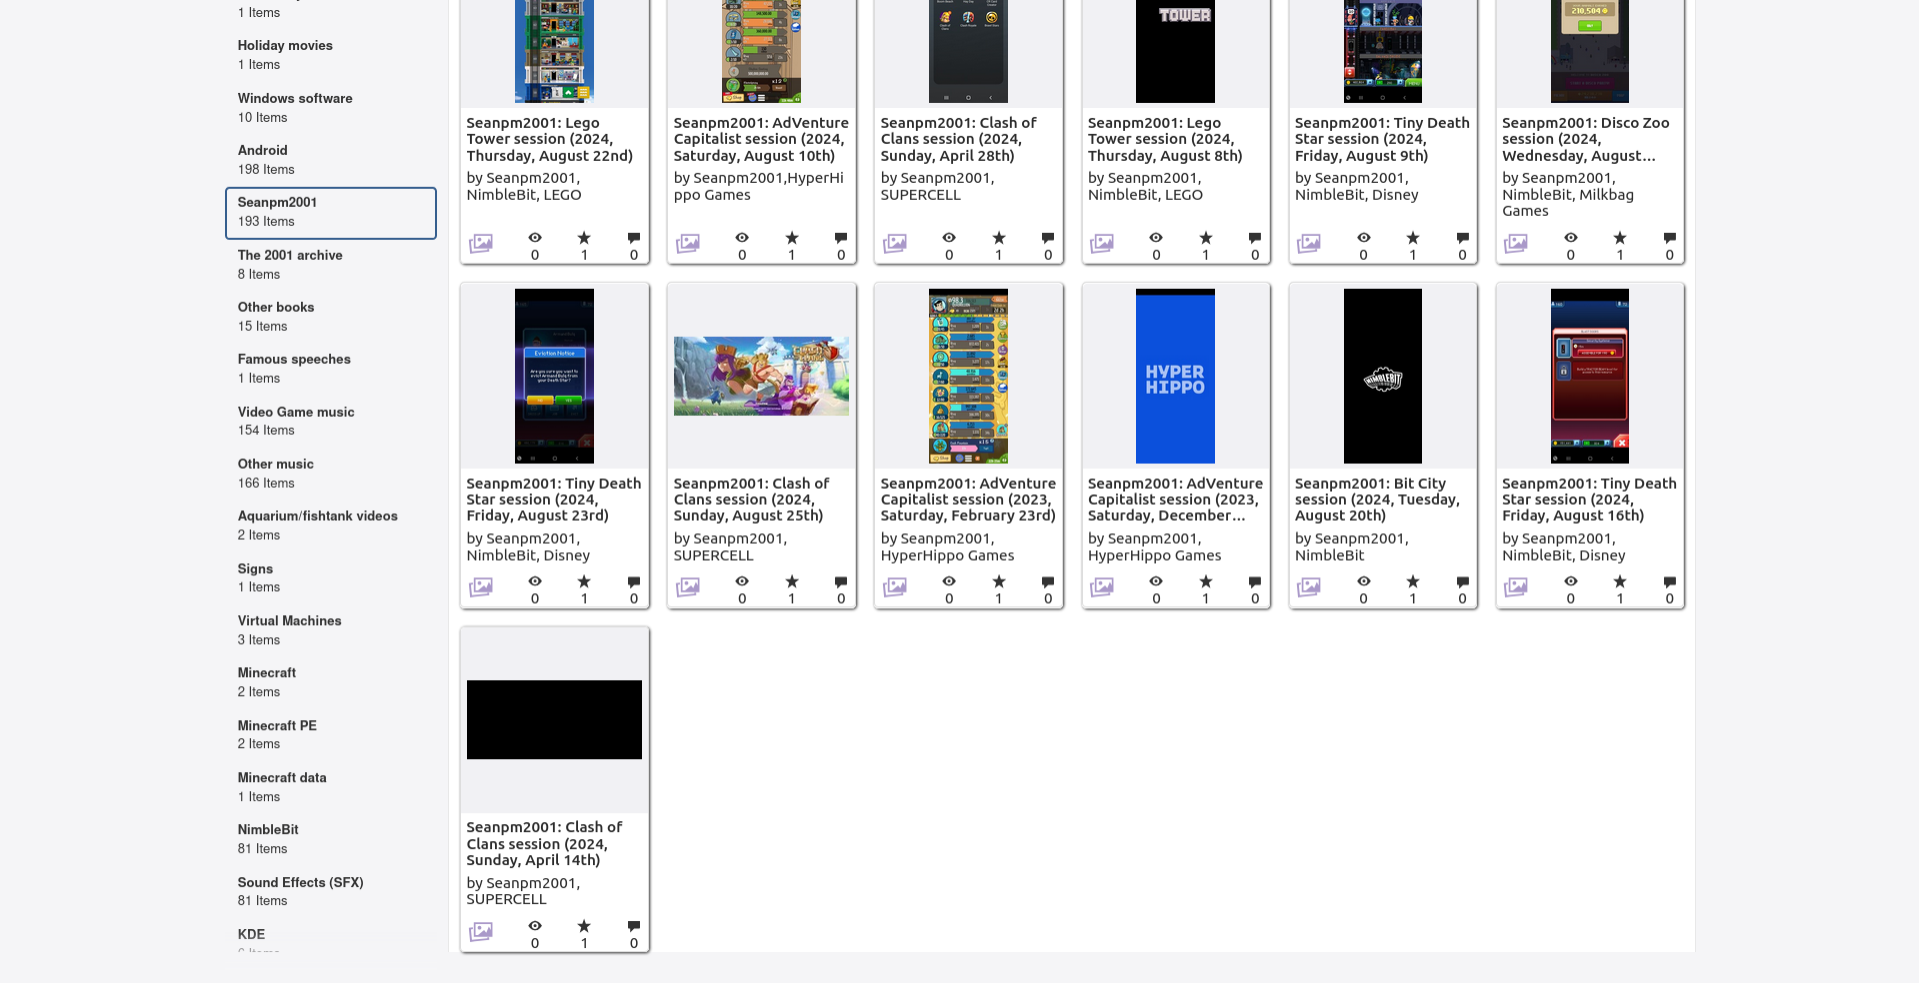 1 Items
Holiday movies
1 Items
Windows software
10 Items
Android
198 Items
Seanpm2001
193 Items
The 2001 archive
8 Items
Other books
15 Items
Famous speeches
1 Items
Video Game music
154 Items
Other music
166 Items
Aquarium/fishtank videos
2 Items
Signs
1 Items
Virtual Machines
3 Items
Minecraft
2 Items
Minecraft PE
2 Items
Minecraft data
1 Items
NimbleBit
81 Items
Sound Effects (SFX)
81 Items
KDE
TOWER
210,504
Seanpm2001: Lego
Tower session (2024,
Thursday, August 22nd)
by Seanpm2001,
NimbleBit, LEGO
0 1 0
Seanpm2001: AdVenture
Capitalist session (2024,
Saturday, August 10th)
by Seanpm2001,HyperHi
ppo Games
0 1 0
Seanpm2001: Clash of
Clans session (2024,
Sunday, April 28th)
by Seanpm2001,
SUPERCELL
0 1 0
Seanpm2001: Lego
Tower session (2024,
Thursday, August 8th)
by Seanpm2001,
NimbleBit, LEGO
0 1 0
Seanpm2001: Tiny Death
Star session (2024,
Friday, August 9th)
by Seanpm2001,
NimbleBit, Disney
0 1 0
Seanpm2001: Disco Zoo
session (2024,
Wednesday, August...
by Seanpm2001,
NimbleBit, Milkbag
Games
0 1 0
Eviction Notice
Are you sure you want to
Seanpm2001: Tiny Death
Star session (2024,
Friday, August 23rd)
by Seanpm2001,
NimbleBit, Disney
0 1 0
Seanpm2001: Clash of
Clans session (2024,
Sunday, August 25th)
by Seanpm2001,
SUPERCELL
0 1 0
Seanpm2001: AdVenture
Capitalist session (2023,
Saturday, February 23rd)
by Seanpm2001,
HyperHippo Games
0 1 0
HYPER
HIPPO
Seanpm2001: AdVenture
Capitalist session (2023,
Saturday, December...
by Seanpm2001,
HyperHippo Games
0 1 0
NIMBLEBIT
Seanpm2001: Bit City
session (2024, Tuesday,
August 20th)
by Seanpm2001,
NimbleBit
0 1 0
Seanpm2001: Tiny Death
Star session (2024,
Friday, August 16th)
by Seanpm2001,
NimbleBit, Disney
0 1 0
Seanpm2001: Clash of
Clans session (2024,
Sunday, April 14th)
by Seanpm2001,
SUPERCELL
0 1 0